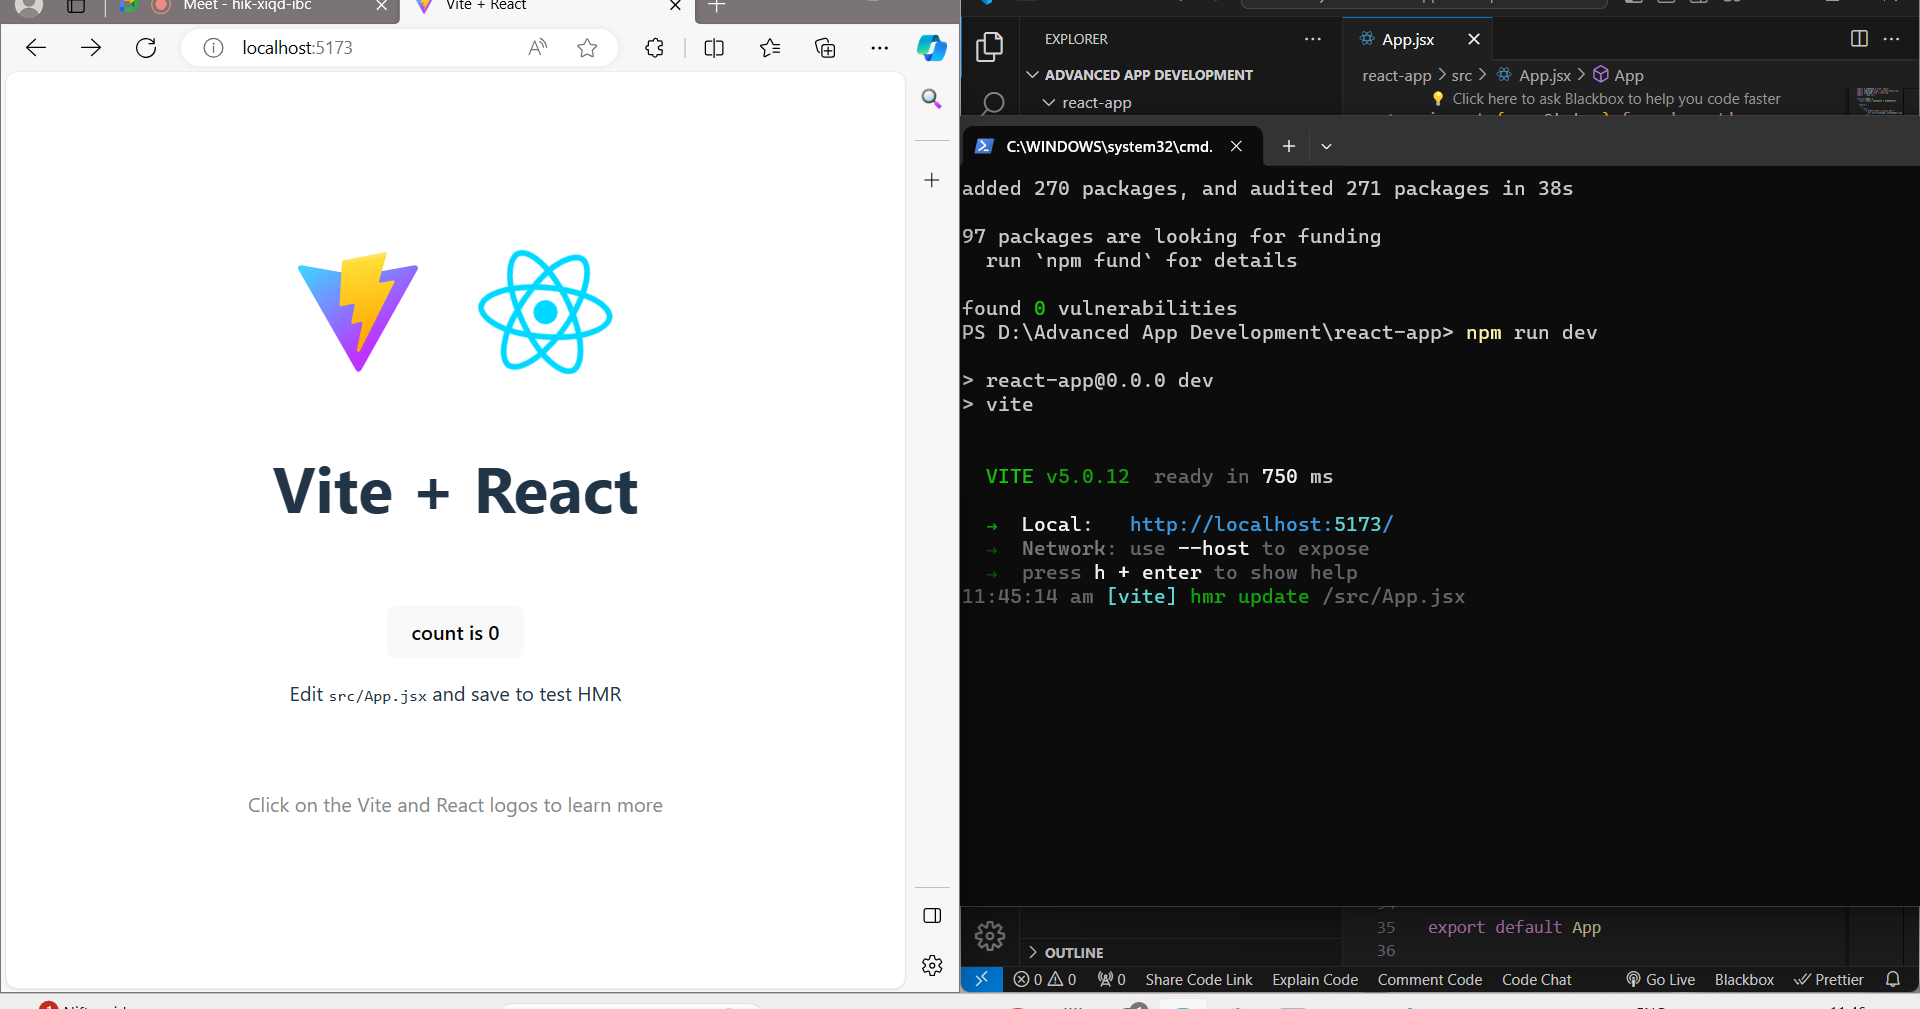 Meet - hik-xiqd-ibc
Vite + React
localhost:5173
Vite + React
count is 0
Edit src/App.jsx and save to test HMR
Click on the Vite and React logos to learn more
EXPLORER
ADVANCED APP DEVELOPMENT
react-app
App.jsx
react-app > src > App.jsx > App
Click here to ask Blackbox to help you code faster
C:\WINDOWS\system32\cmd.
added 270 packages, and audited 271 packages in 38s
97 packages are looking for funding
run `npm fund` for details
found 0 vulnerabilities
PS D:\Advanced App Development\react-app> npm run dev
> react-app@0.0.0 dev
> vite
VITE v5.0.12 ready in 750 ms
→ Local: http://localhost:5173/
→ Network: use --host to expose
→ press h + enter to show help
11:45:14 am [vite] hmr update /src/App.jsx
35 export default App
36
OUTLINE
0 0 0 Share Code Link Explain Code Comment Code Code Chat Go Live Blackbox Prettier